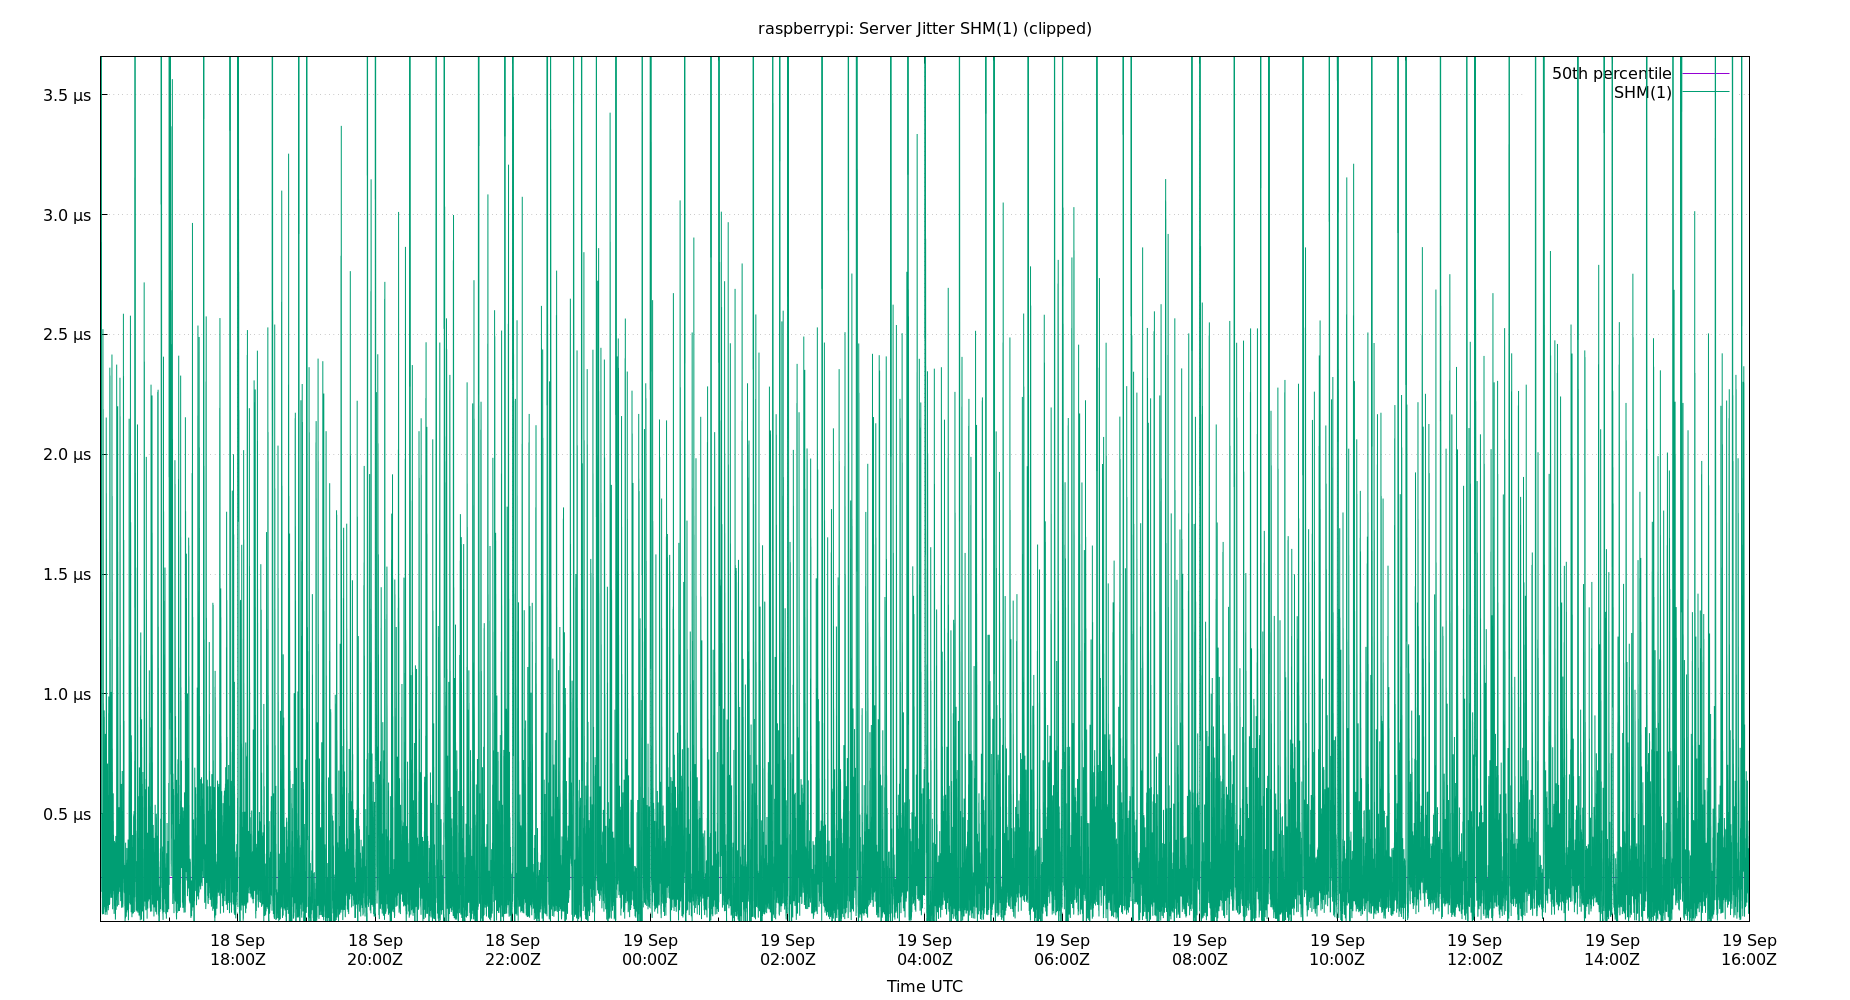 raspberrypi: Server Jitter SHM(1) (clipped)
50th percentile
SHM(1)
3.5 μs
3.0 μs
2.5 μs
2.0 μs
1.5 μs
1.0 μs
0.5 μs
18 Sep 18 Sep 18 Sep 19 Sep 19 Sep 19 Sep 19 Sep 19 Sep 19 Sep 19 Sep 19 Sep 19 Sep
18:00Z 20:00Z 22:00Z 00:00Z 02:00Z 04:00Z 06:00Z 08:00Z 10:00Z 12:00Z 14:00Z 16:00Z
Time UTC